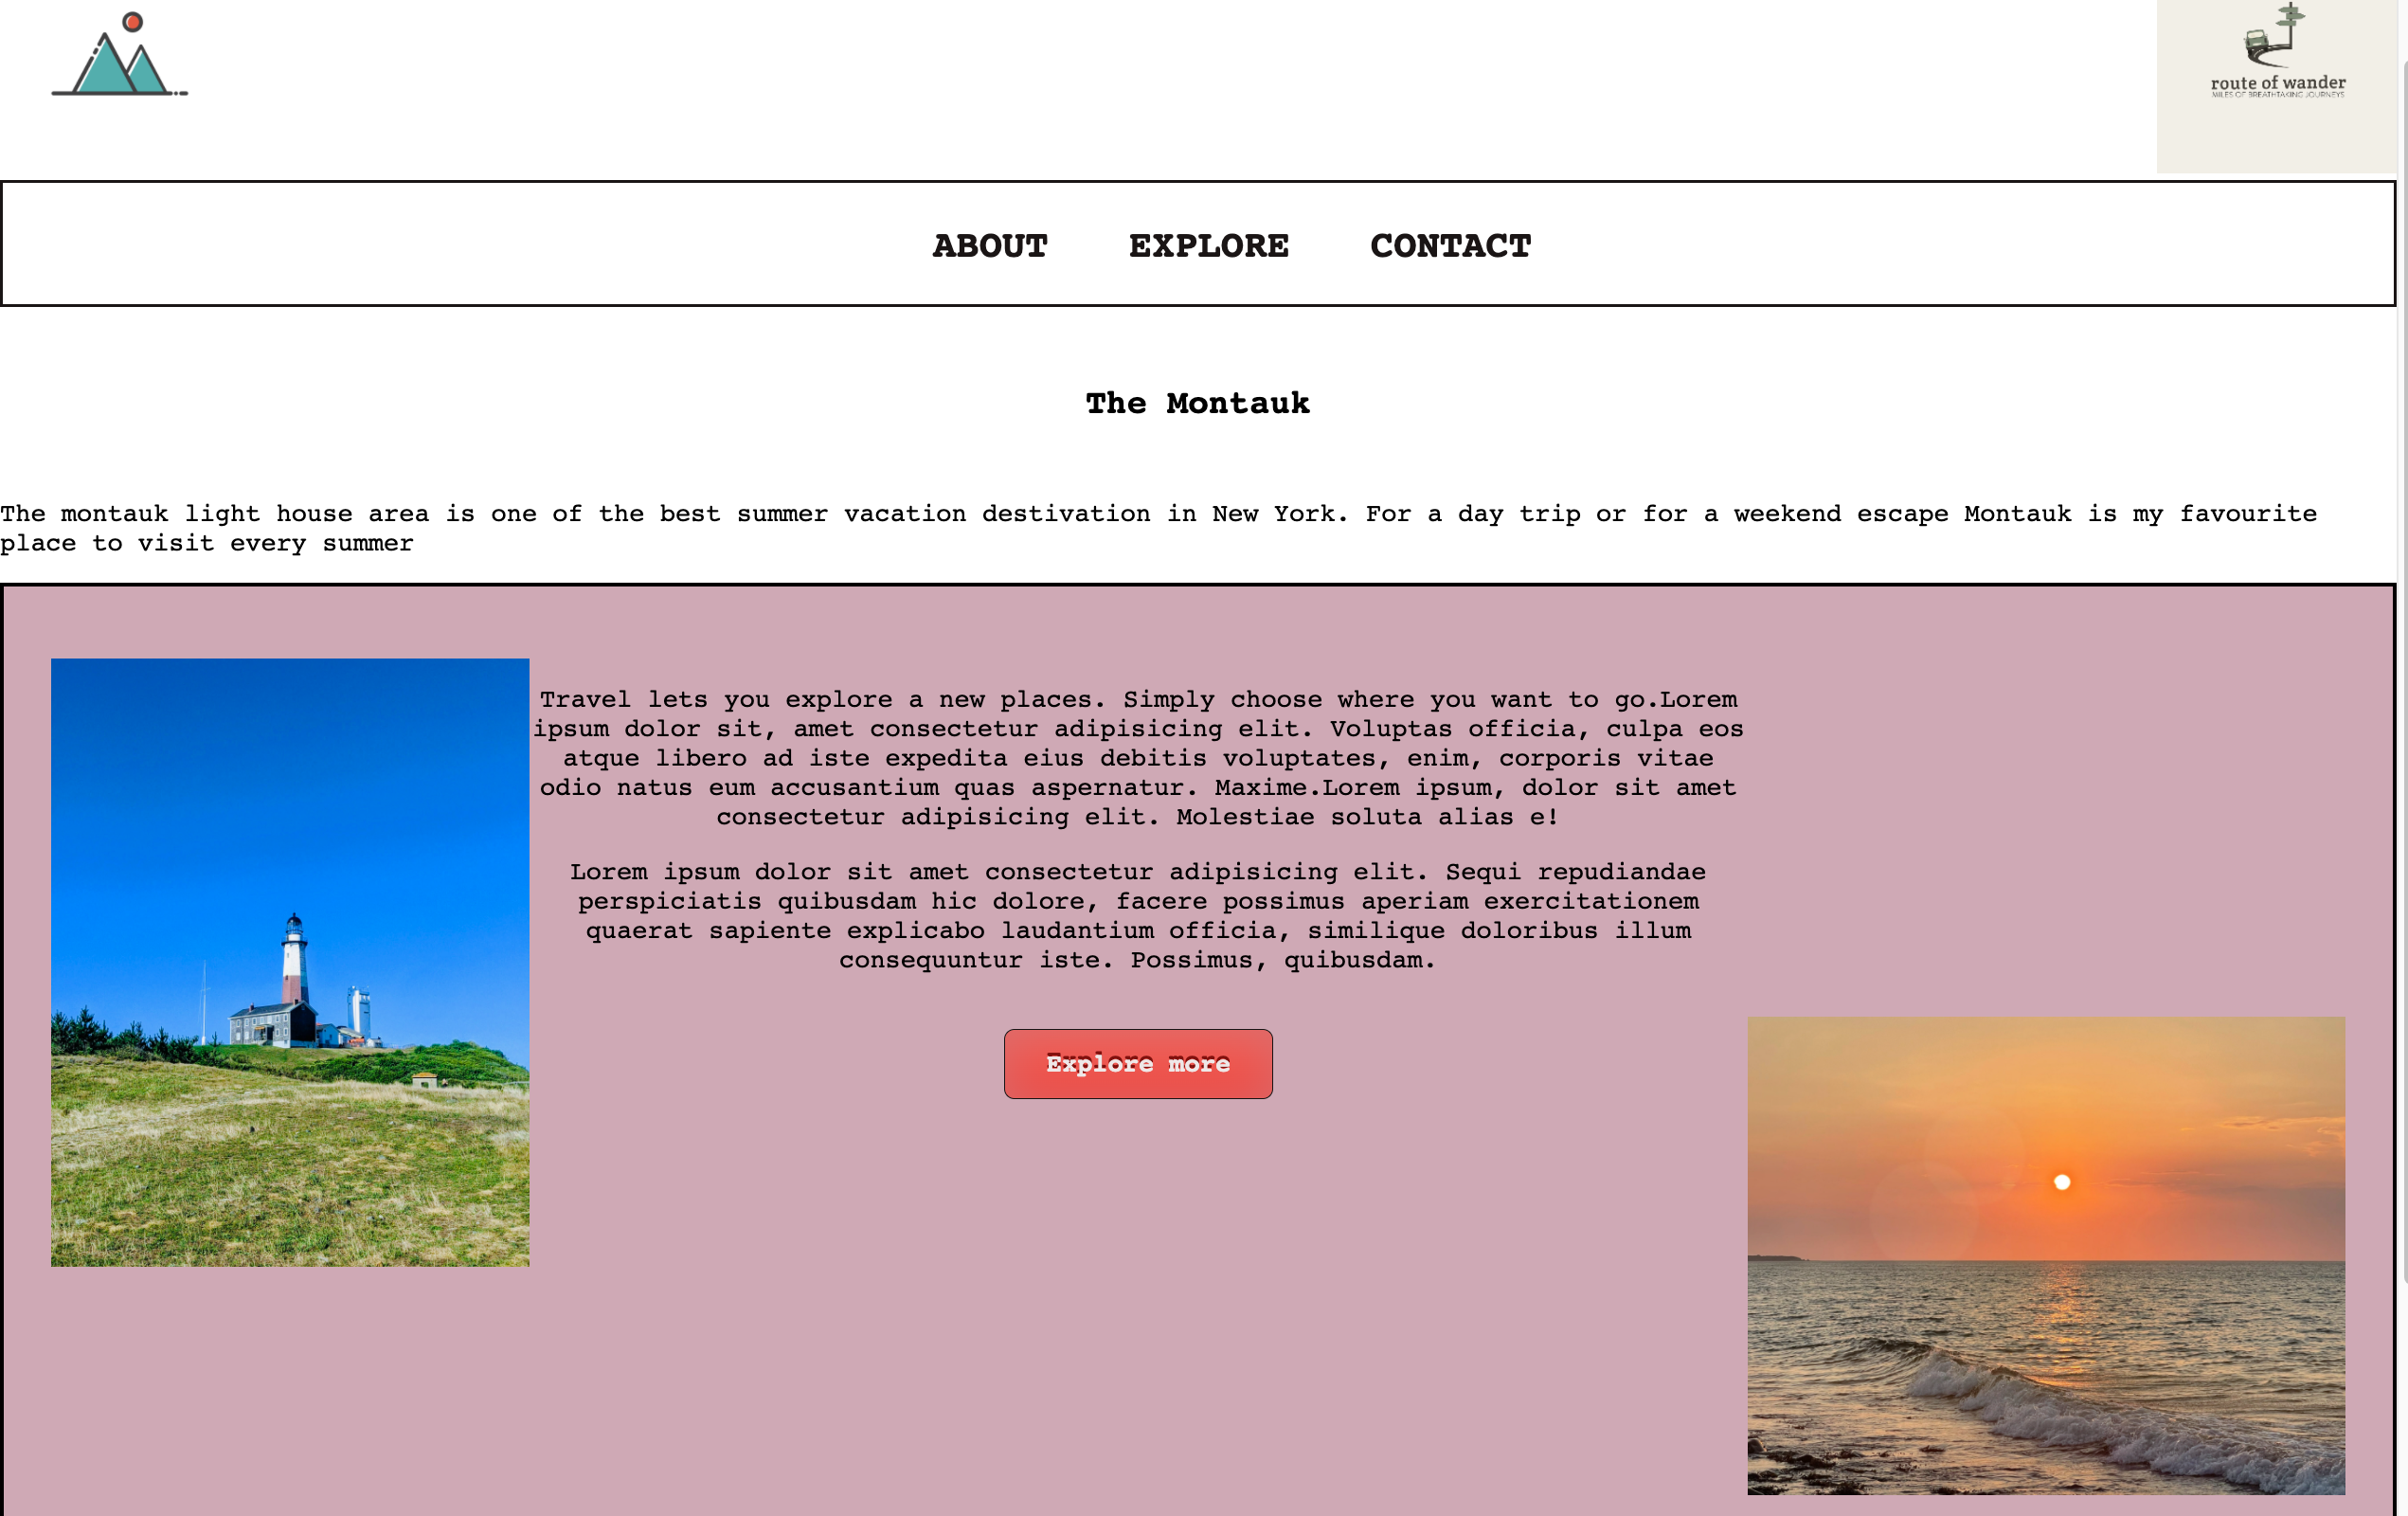 route of wander
MILES OF BREATHTAKING JOURNEYS
ABOUT EXPLORE CONTACT
The Montauk
The montauk light house area is one of the best summer vacation destivation in New York. For a day trip or for a weekend escape Montauk is my favourite
place to visit every summer
Travel lets you explore a new places. Simply choose where you want to go.Lorem
ipsum dolor sit, amet consectetur adipisicing elit. Voluptas officia, culpa eos
atque libero ad iste expedita eius debitis voluptates, enim, corporis vitae
odio natus eum accusantium quas aspernatur. Maxime.Lorem ipsum, dolor sit amet
consectetur adipisicing elit. Molestiae soluta alias e!
Lorem ipsum dolor sit amet consectetur adipisicing elit. Sequi repudiandae
perspiciatis quibusdam hic dolore, facere possimus aperiam exercitationem
quaerat sapiente explicabo laudantium officia, similique doloribus illum
consequuntur iste. Possimus, quibusdam.
Explore more